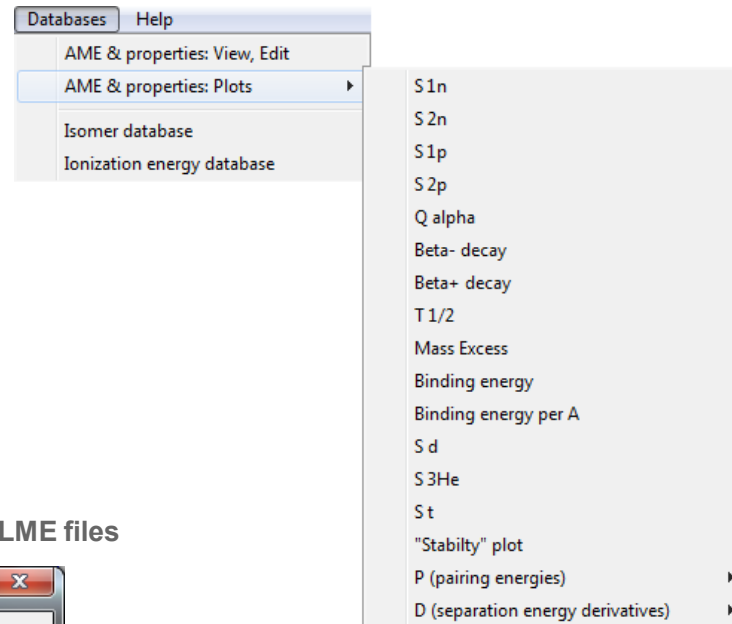 Databases Help
AME & properties: View, Edit
AME & properties: Plots
Isomer database
Ionization energy database
S 1n
S 2n
S 1p
S 2p
Q alpha
Beta- decay
Beta+ decay
T 1/2
Mass Excess
Binding energy
Binding energy per A
S d
S 3He
S t
"Stabilty" plot
P (pairing energies)
D (separation energy derivatives)
LME files